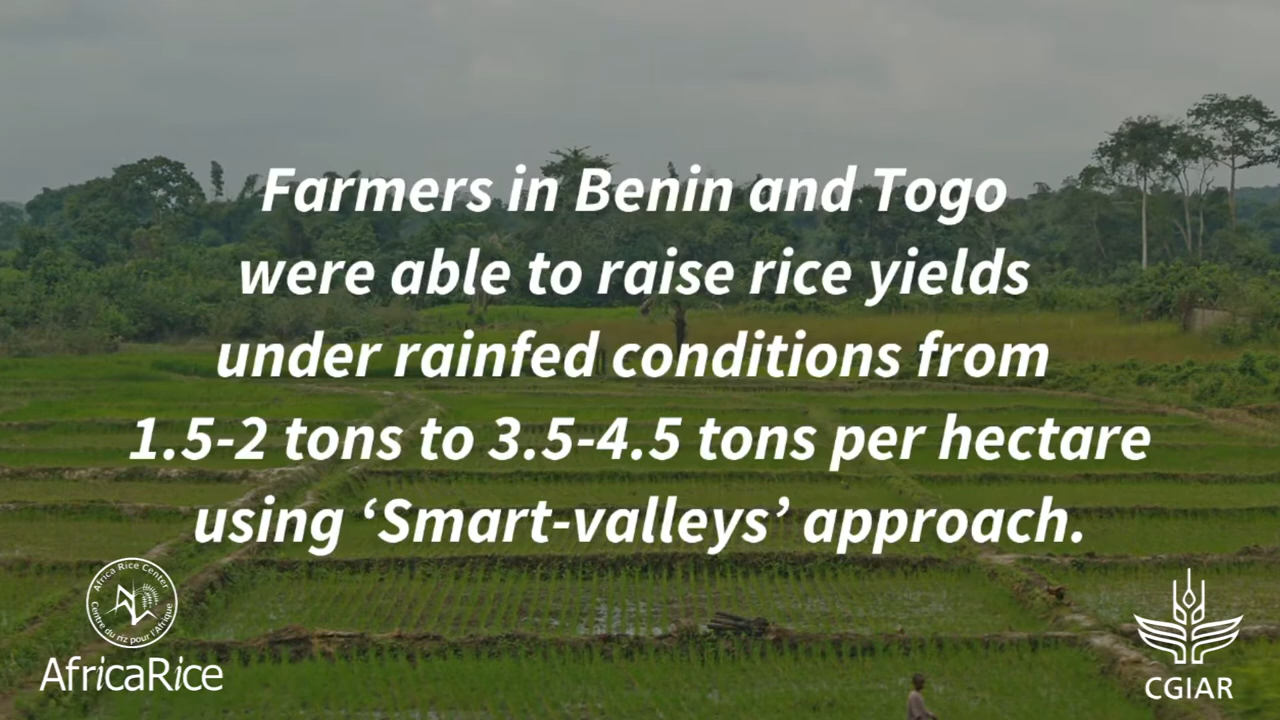 Farmers in Benin and Togo
were able to raise rice yields
under rainfed conditions from
1.5-2 tons to 3.5-4.5 tons per hectare
using ‘Smart-valleys’ approach.
Africa Rice Center
Centre du riz pour l'Afrique
AfricaRice
CGIAR